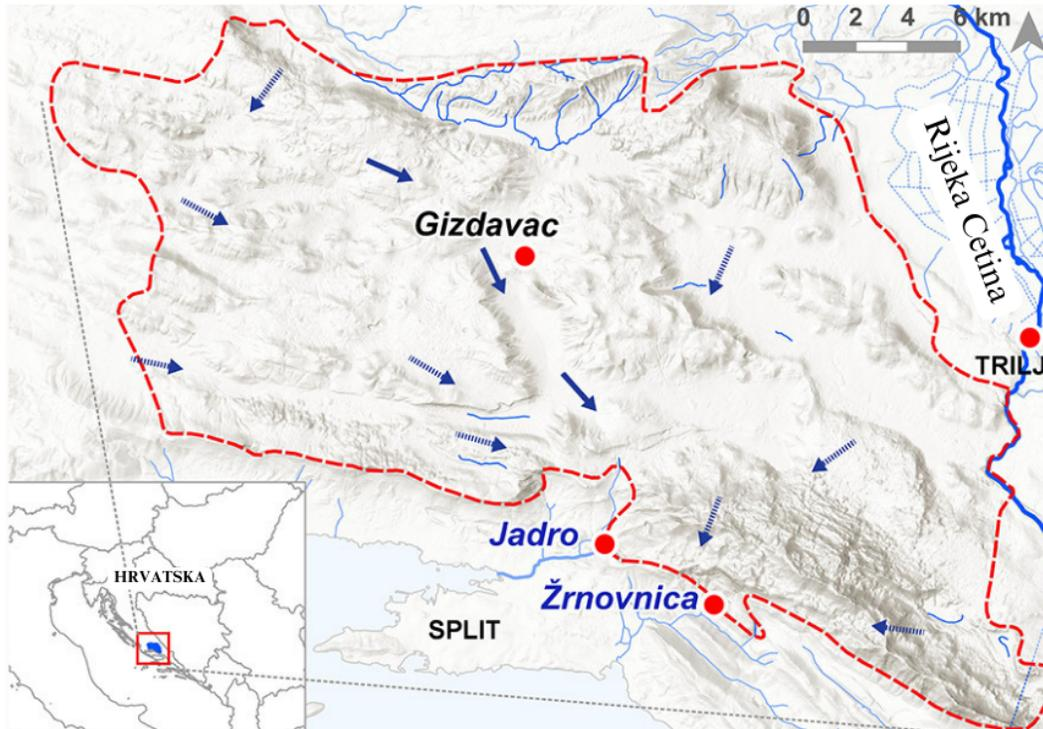 0 2 4 6 km
Rijeka Cetina
Gizdavac
TRILJ
Jadro
HRVATSKA
Žrnovnica
SPLIT